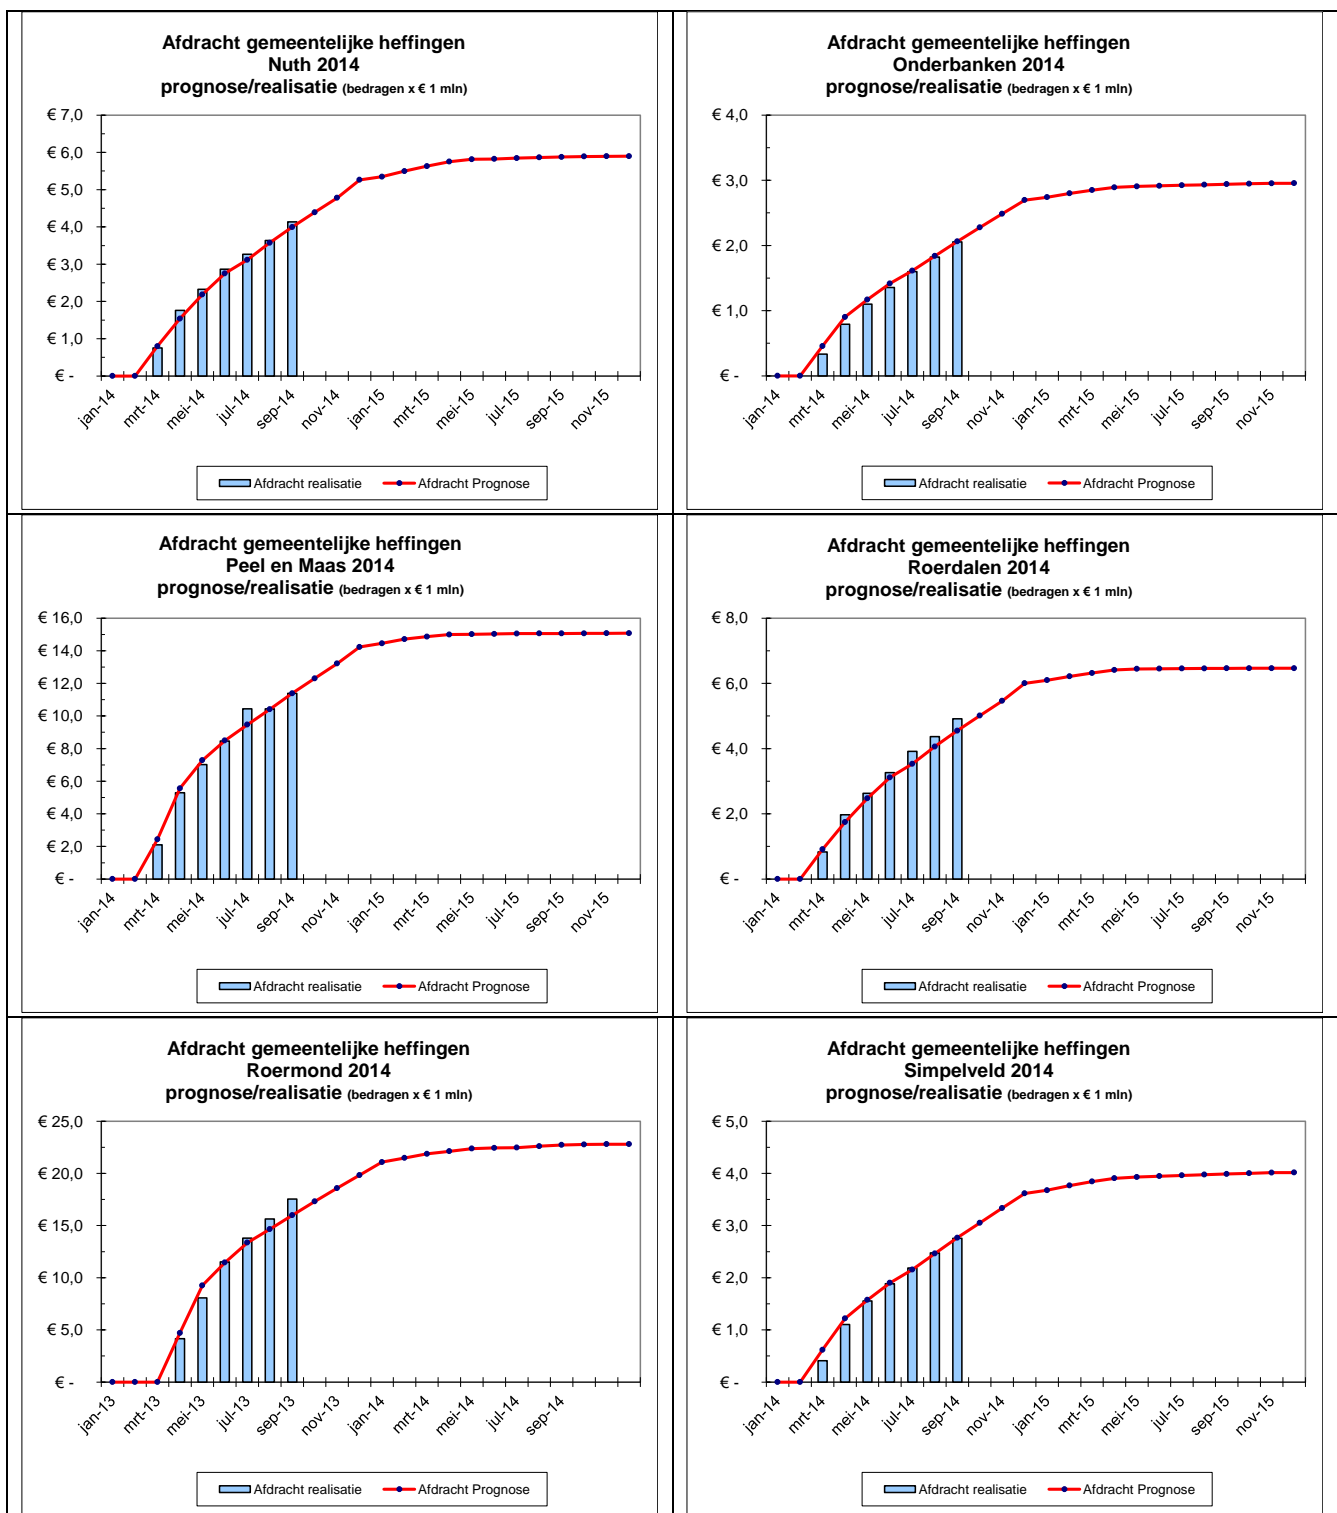 Afdracht gemeentelijke heffingen
Nuth 2014
prognose/realisatie (bedragen x € 1 mln)
€ 7,0
€ 6,0
€ 5,0
€ 4,0
€ 3,0
€ 2,0
€ 1,0
€ -
jan-14 mrt-14 mei-14 jul-14 sep-14 nov-14 jan-15 mrt-15 mei-15 jul-15 sep-15 nov-15
Afdracht realisatie Afdracht Prognose
Afdracht gemeentelijke heffingen
Onderbanken 2014
prognose/realisatie (bedragen x € 1 mln)
€ 4,0
€ 3,0
€ 2,0
€ 1,0
€ -
jan-14 mrt-14 mei-14 jul-14 sep-14 nov-14 jan-15 mrt-15 mei-15 jul-15 sep-15 nov-15
Afdracht realisatie Afdracht Prognose
Afdracht gemeentelijke heffingen
Peel en Maas 2014
prognose/realisatie (bedragen x € 1 mln)
€ 16,0
€ 14,0
€ 12,0
€ 10,0
€ 8,0
€ 6,0
€ 4,0
€ 2,0
€ -
jan-14 mrt-14 mei-14 jul-14 sep-14 nov-14 jan-15 mrt-15 mei-15 jul-15 sep-15 nov-15
Afdracht realisatie Afdracht Prognose
Afdracht gemeentelijke heffingen
Roerdalen 2014
prognose/realisatie (bedragen x € 1 mln)
€ 8,0
€ 6,0
€ 4,0
€ 2,0
€ -
jan-14 mrt-14 mei-14 jul-14 sep-14 nov-14 jan-15 mrt-15 mei-15 jul-15 sep-15 nov-15
Afdracht realisatie Afdracht Prognose
Afdracht gemeentelijke heffingen
Roermond 2014
prognose/realisatie (bedragen x € 1 mln)
€ 25,0
€ 20,0
€ 15,0
€ 10,0
€ 5,0
€ -
jan-13 mrt-13 mei-13 jul-13 sep-13 nov-13 jan-14 mrt-14 mei-14 jul-14 sep-14
Afdracht realisatie Afdracht Prognose
Afdracht gemeentelijke heffingen
Simpelveld 2014
prognose/realisatie (bedragen x € 1 mln)
€ 5,0
€ 4,0
€ 3,0
€ 2,0
€ 1,0
€ -
jan-14 mrt-14 mei-14 jul-14 sep-14 nov-14 jan-15 mrt-15 mei-15 jul-15 sep-15 nov-15
Afdracht realisatie Afdracht Prognose